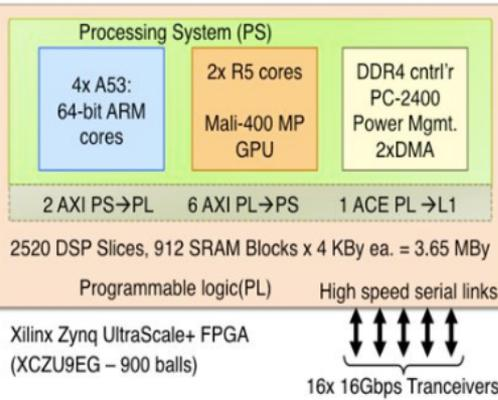 Processing System (PS)
4x A53:
64-bit ARM
cores
2x R5 cores
Mali-400 MP
GPU
DDR4 cntrl'r
PC-2400
Power Mgmt.
2xDMA
2 AXI PS→PL 6 AXI PL→PS 1 ACE PL →L1
2520 DSP Slices, 912 SRAM Blocks x 4 KBy ea. = 3.65 MBy
Programmable logic(PL)
High speed serial links
Xilinx Zynq UltraScale+ FPGA
(XCZU9EG – 900 balls)
16x 16Gbps Tranceivers